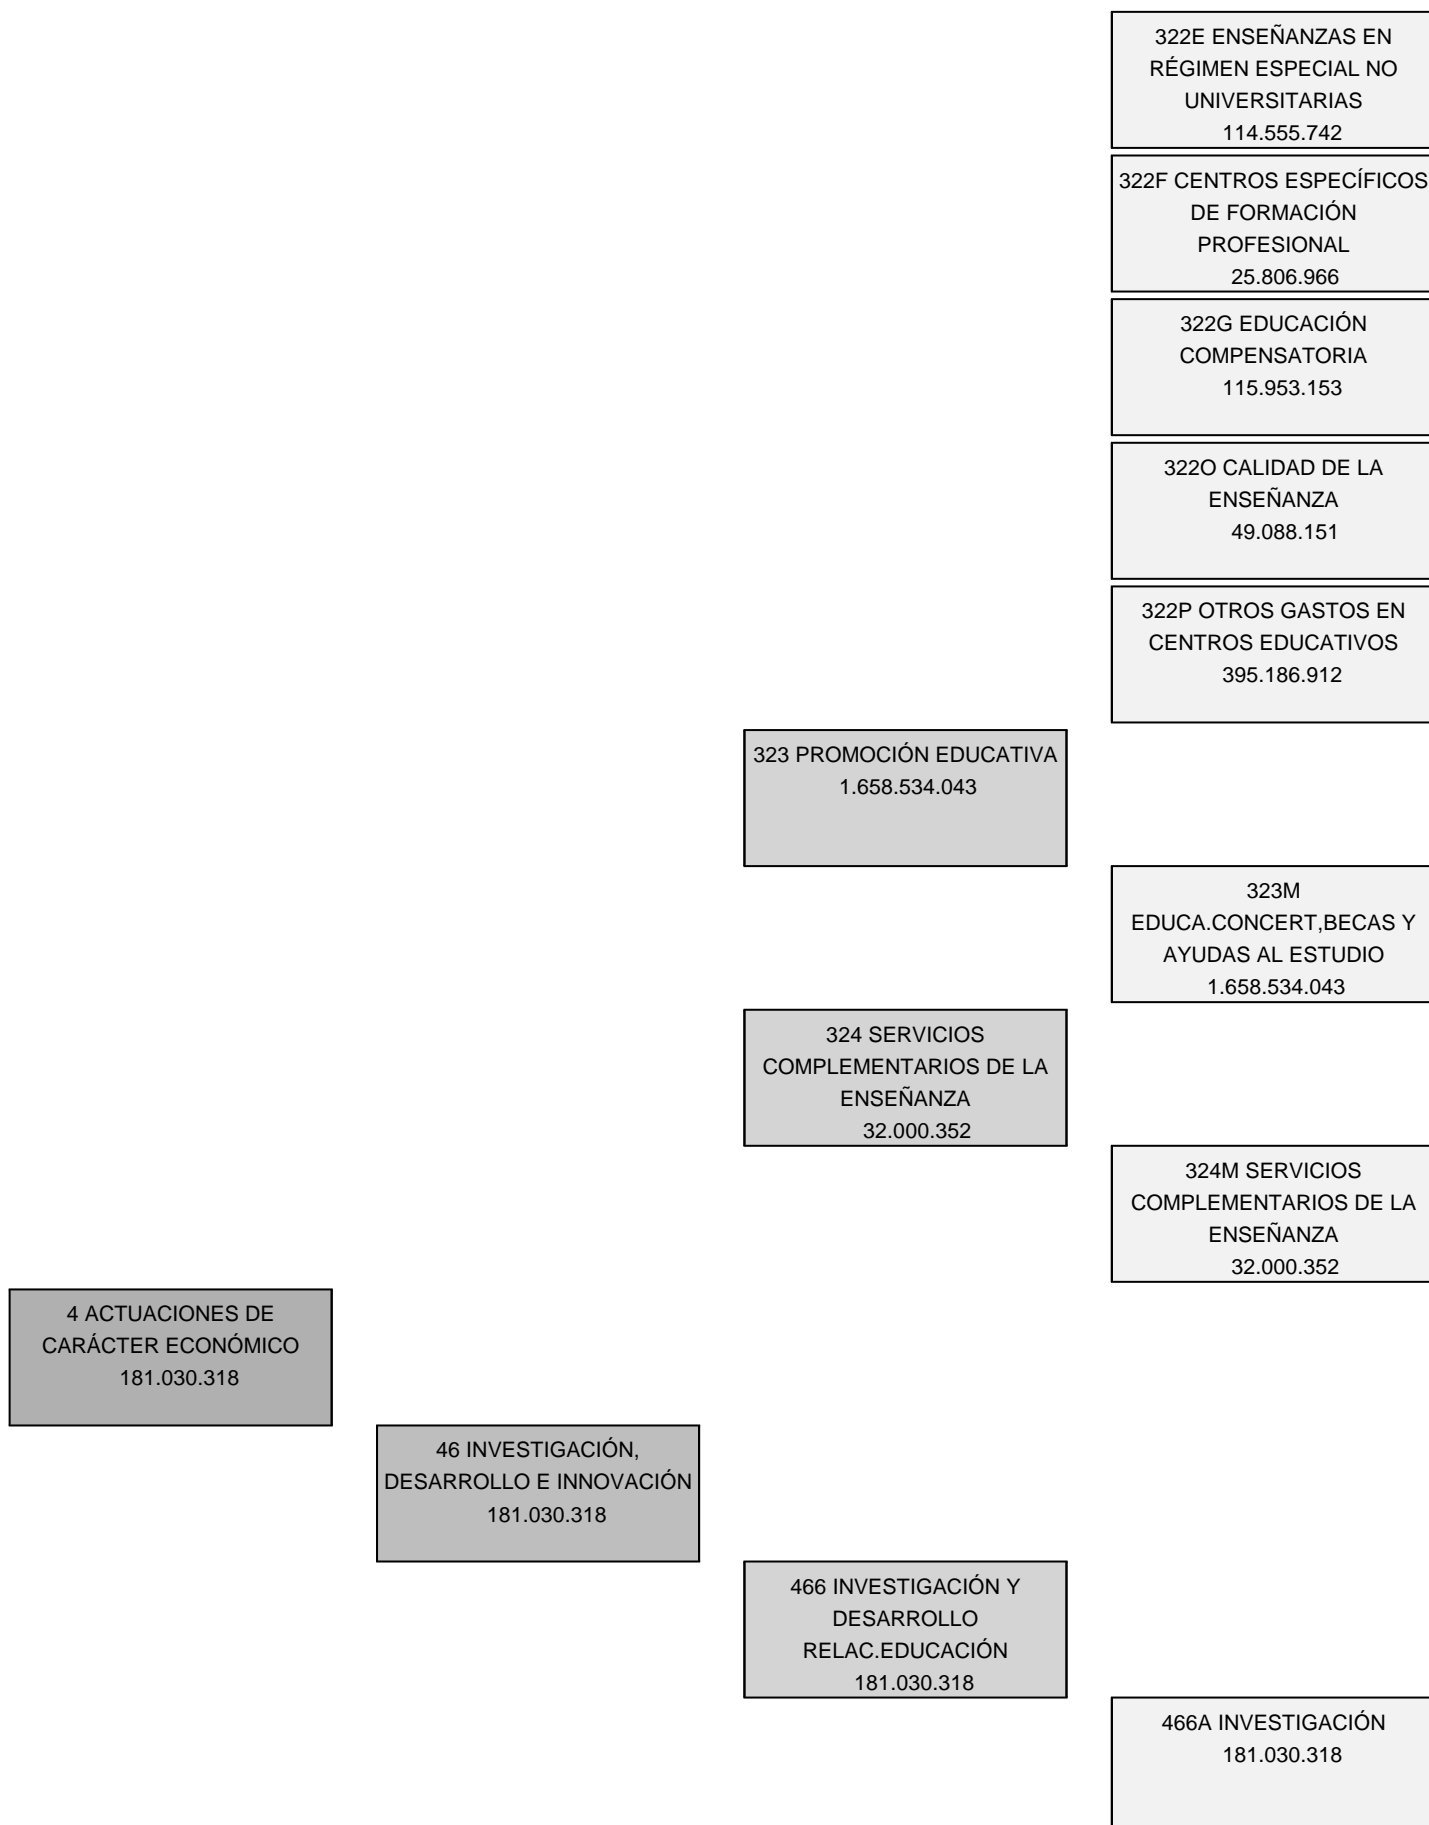 322E ENSEÑANZAS EN
RÉGIMEN ESPECIAL NO
UNIVERSITARIAS
114.555.742
322F CENTROS ESPECÍFICOS
DE FORMACIÓN
PROFESIONAL
25.806.966
322G EDUCACIÓN
COMPENSATORIA
115.953.153
322O CALIDAD DE LA
ENSEÑANZA
49.088.151
322P OTROS GASTOS EN
CENTROS EDUCATIVOS
395.186.912
323 PROMOCIÓN EDUCATIVA
1.658.534.043
323M
EDUCA.CONCERT,BECAS Y
AYUDAS AL ESTUDIO
1.658.534.043
324 SERVICIOS
COMPLEMENTARIOS DE LA
ENSEÑANZA
32.000.352
324M SERVICIOS
COMPLEMENTARIOS DE LA
ENSEÑANZA
32.000.352
4 ACTUACIONES DE
CARÁCTER ECONÓMICO
181.030.318
46 INVESTIGACIÓN,
DESARROLLO E INNOVACIÓN
181.030.318
466 INVESTIGACIÓN Y
DESARROLLO
RELAC.EDUCACIÓN
181.030.318
466A INVESTIGACIÓN
181.030.318